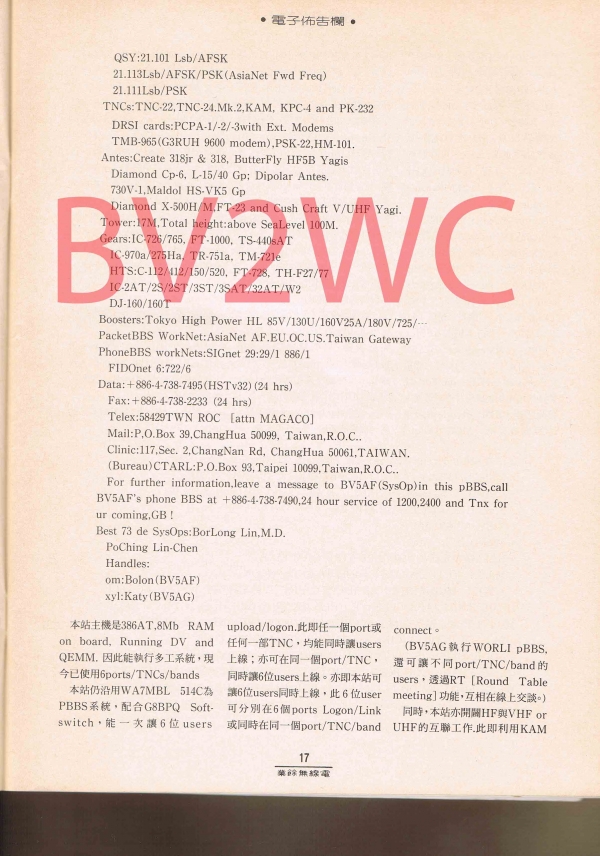 • 電子佈告欄 •
QSY:21.101 Lsb/AFSK
21.113Lsb/AFSK/PSK(AsiaNet Fwd Freq)
21.111Lsb/PSK
TNCs:TNC-22,TNC-24.Mk.2,KAM, KPC-4 and PK-232
DRSI cards:PCPA-1/-2/-3with Ext. Modems
TMB-965(G3RUH 9600 modem),PSK-22,HM-101.
Antes:Create 318jr & 318, ButterFly HF5B Yagis
Diamond Cp-6, L-15/40 Gp; Dipolar Antes.
730V-1,Maldol HS-VK5 Gp
Diamond X-500H/M,FT-23 and Cush Craft V/UHF Yagi.
Tower:17M,Total height:above SeaLevel 100M.
Gears:IC-726/765, FT-1000, TS-440sAT
IC-970a/275Ha, TR-751a, TM-721e
HTS:C-112/412/150/520, FT-728, TH-F27/77
IC-2AT/2S/2ST/3ST/3SAT/32AT/W2
DJ-160/160T
BV2WC
Boosters:Tokyo High Power HL 85V/130U/160V25A/180V/725/…
PacketBBS WorkNet:AsiaNet AF.EU.OC.US.Taiwan Gateway
PhoneBBS workNets:SIGnet 29:29/1 886/1
FIDOnet 6:722/6
Data:+886-4-738-7495(HSTv32)(24 hrs)
Fax:+886-4-738-2233 (24 hrs)
Telex:58429TWN ROC [attn MAGACO]
Mail:P,O.Box 39,ChangHua 50099, Taiwan,R.O.C..
Clinic:117,Sec. 2,ChangNan Rd, ChangHua 50061,TAIWAN.
(Bureau)CTARL:P.O.Box 93,Taipei 10099,Taiwan,R.O.C..
For further information,leave a message to BV5AF(SysOp)in this pBBS,call
BV5AF's phone BBS at +886-4-738-7490,24 hour service of 1200,2400 and Tnx for
ur coming,GB！
Best 73 de SysOps:BorLong Lin,M.D.
PoChing Lin-Chen
Handles:
om:Bolon(BV5AF)
xyl:Katy(BV5AG)
本站主機是386AT,8Mb RAM
on board, Running DV and
QEMM. 因此能執行多工系統，現
今已使用6ports/TNCs/bands
本站仍沿用WA7MBL 514C為
PBBS系統，配合G8BPQ Soft-
switch，能一次讓6位users
upload/logon.此即任一個port或
任何一部TNC，均能同時讓users
上線；亦可在同一個port/TNC，
同時讓6位users上線。亦即本站可
讓6位users同時上線，此6位user
可分別在6個ports Logon/Link
或同時在同一個port/TNC/band
connect。
(BV5AG執行WORLI pBBS,
還可讓不同port/TNC/band的
users，透過RT [Round Table
meeting]功能，互相在線上交談。)
同時，本站亦開闢HF與VHF or
UHF的互聯工作.此即利用KAM
17
業餘無線電